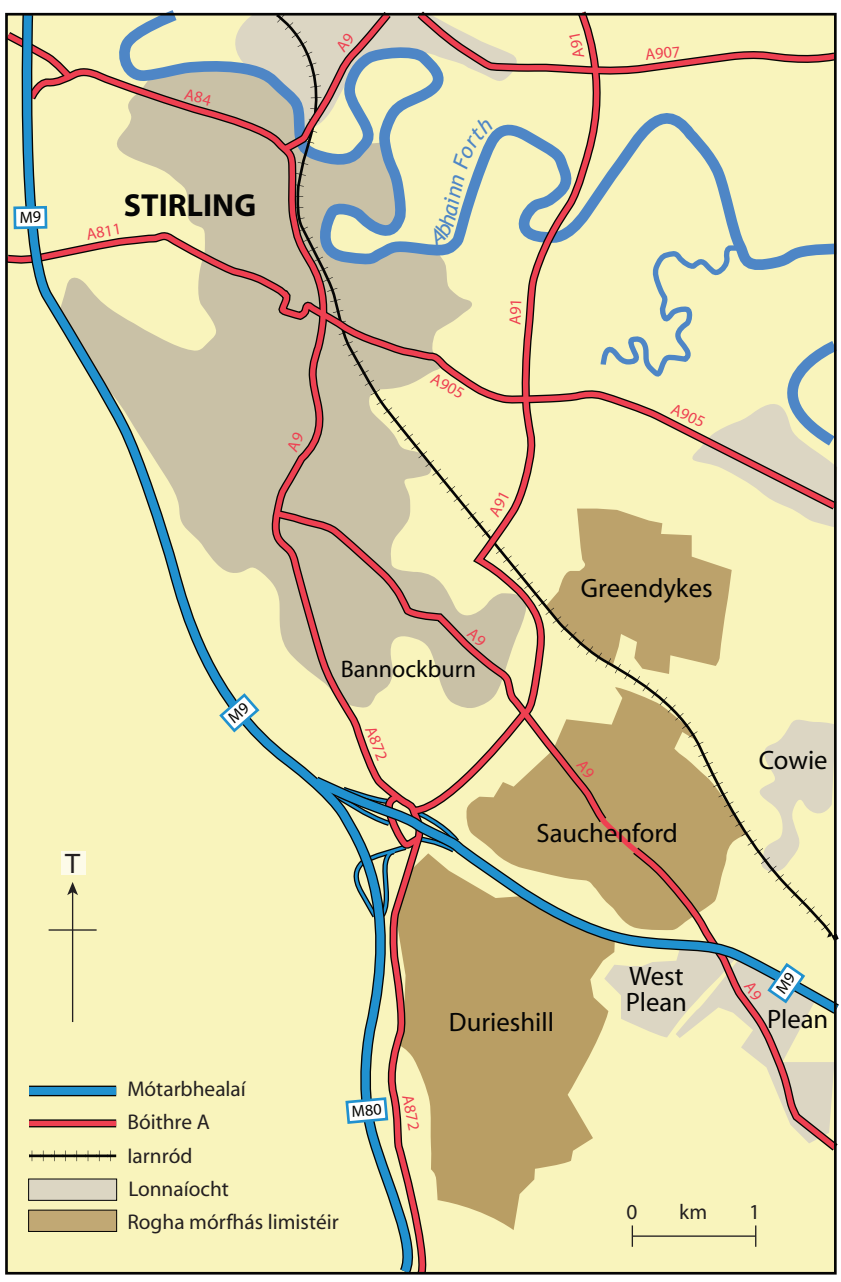 A9
A91
A907
A84
Abhainn Forth
STIRLING
M9
A811
A91
A905
A905
A9
A91
Greendykes
A9
Bannockburn
M9
A872
Cowie
A9
Sauchenford
T
West
Plean
M9
A9
Plean
Durieshill
Mótarbhealaí
M80
A872
Bóithre A
Iarnród
Lonnaíocht
Rogha mórfhás limistéir
0 km 1